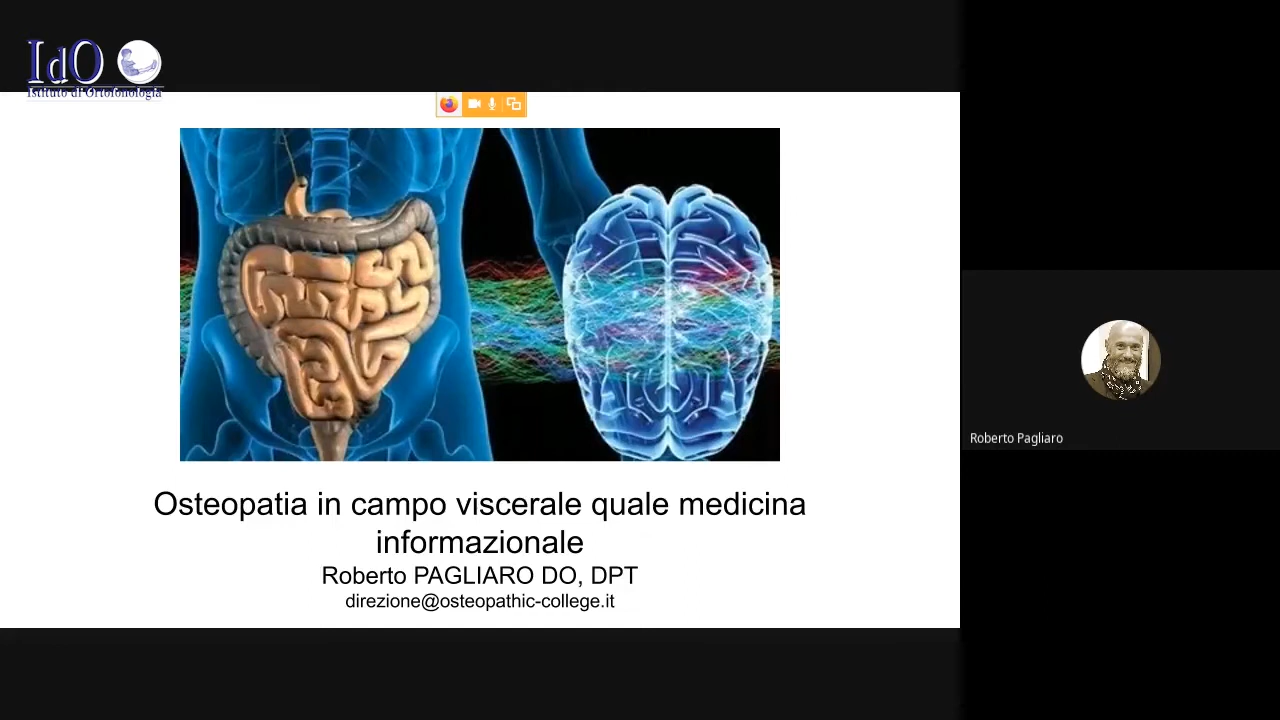 IdO
Istituto di Ortofonologia
Osteopatia in campo viscerale quale medicina
informazionale
Roberto PAGLIARO DO, DPT
direzione@osteopathic-college.it
Roberto Pagliaro